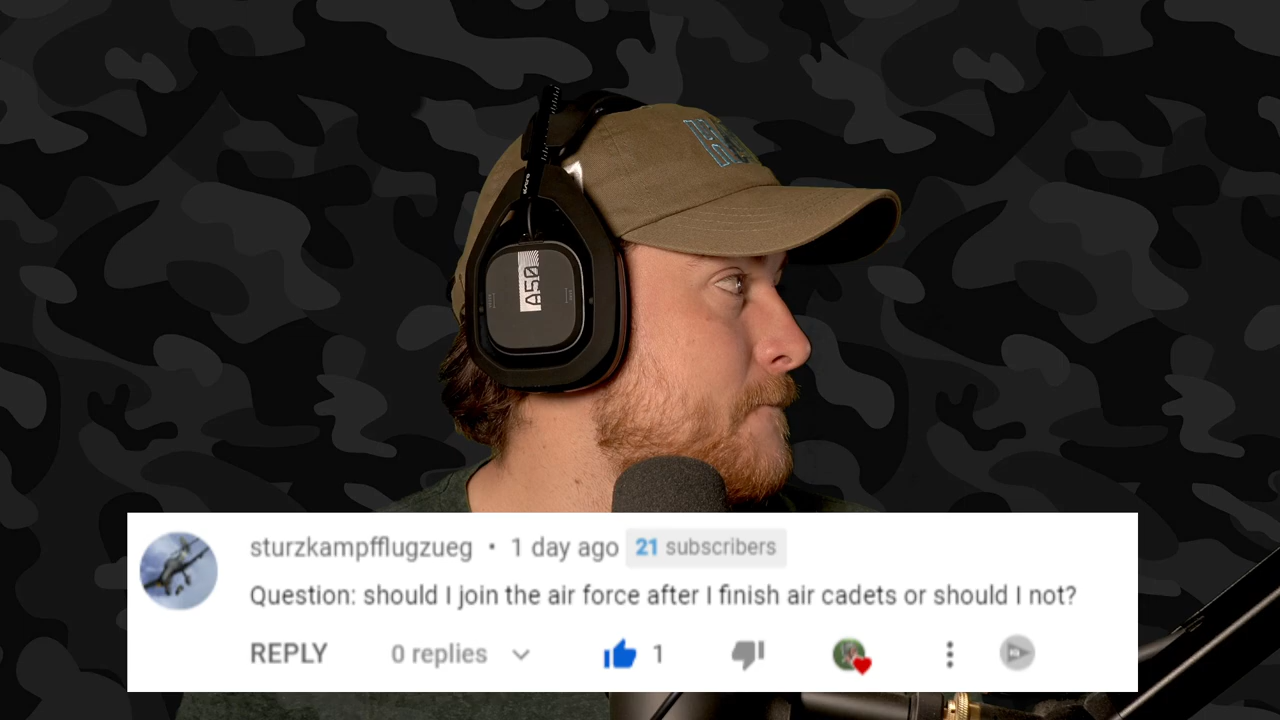 A50
sturzkampfflugzueg • 1 day ago 21 subscribers
Question: should I join the air force after I finish air cadets or should I not?
REPLY 0 replies 1